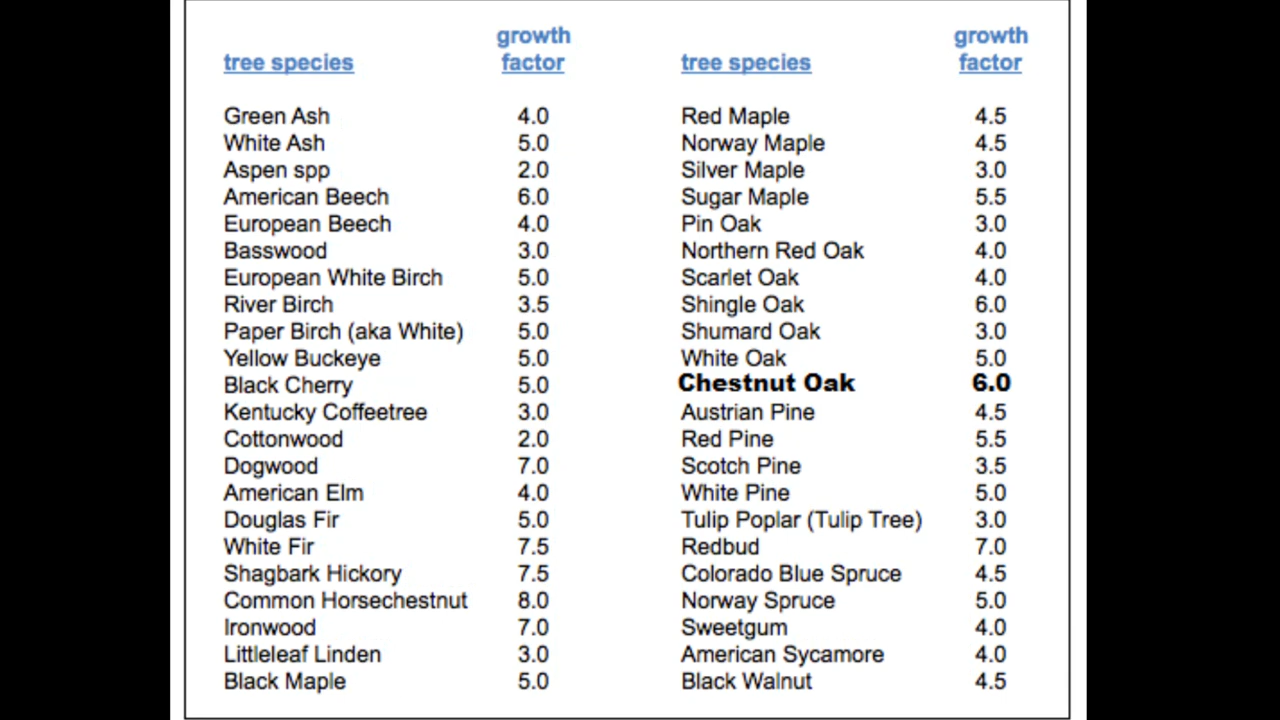 growth growth
tree species factor tree species factor
Green Ash 4.0 Red Maple 4.5
White Ash 5.0 Norway Maple 4.5
Aspen spp 2.0 Silver Maple 3.0
American Beech 6.0 Sugar Maple 5.5
European Beech 4.0 Pin Oak 3.0
Basswood 3.0 Northern Red Oak 4.0
European White Birch 5.0 Scarlet Oak 4.0
River Birch 3.5 Shingle Oak 6.0
Paper Birch (aka White) 5.0 Shumard Oak 3.0
Yellow Buckeye 5.0 White Oak 5.0
Black Cherry 5.0 Chestnut Oak 6.0
Kentucky Coffeetree 3.0 Austrian Pine 4.5
Cottonwood 2.0 Red Pine 5.5
Dogwood 7.0 Scotch Pine 3.5
American Elm 4.0 White Pine 5.0
Douglas Fir 5.0 Tulip Poplar (Tulip Tree) 3.0
White Fir 7.5 Redbud 7.0
Shagbark Hickory 7.5 Colorado Blue Spruce 4.5
Common Horsechestnut 8.0 Norway Spruce 5.0
Ironwood 7.0 Sweetgum 4.0
Littleleaf Linden 3.0 American Sycamore 4.0
Black Maple 5.0 Black Walnut 4.5